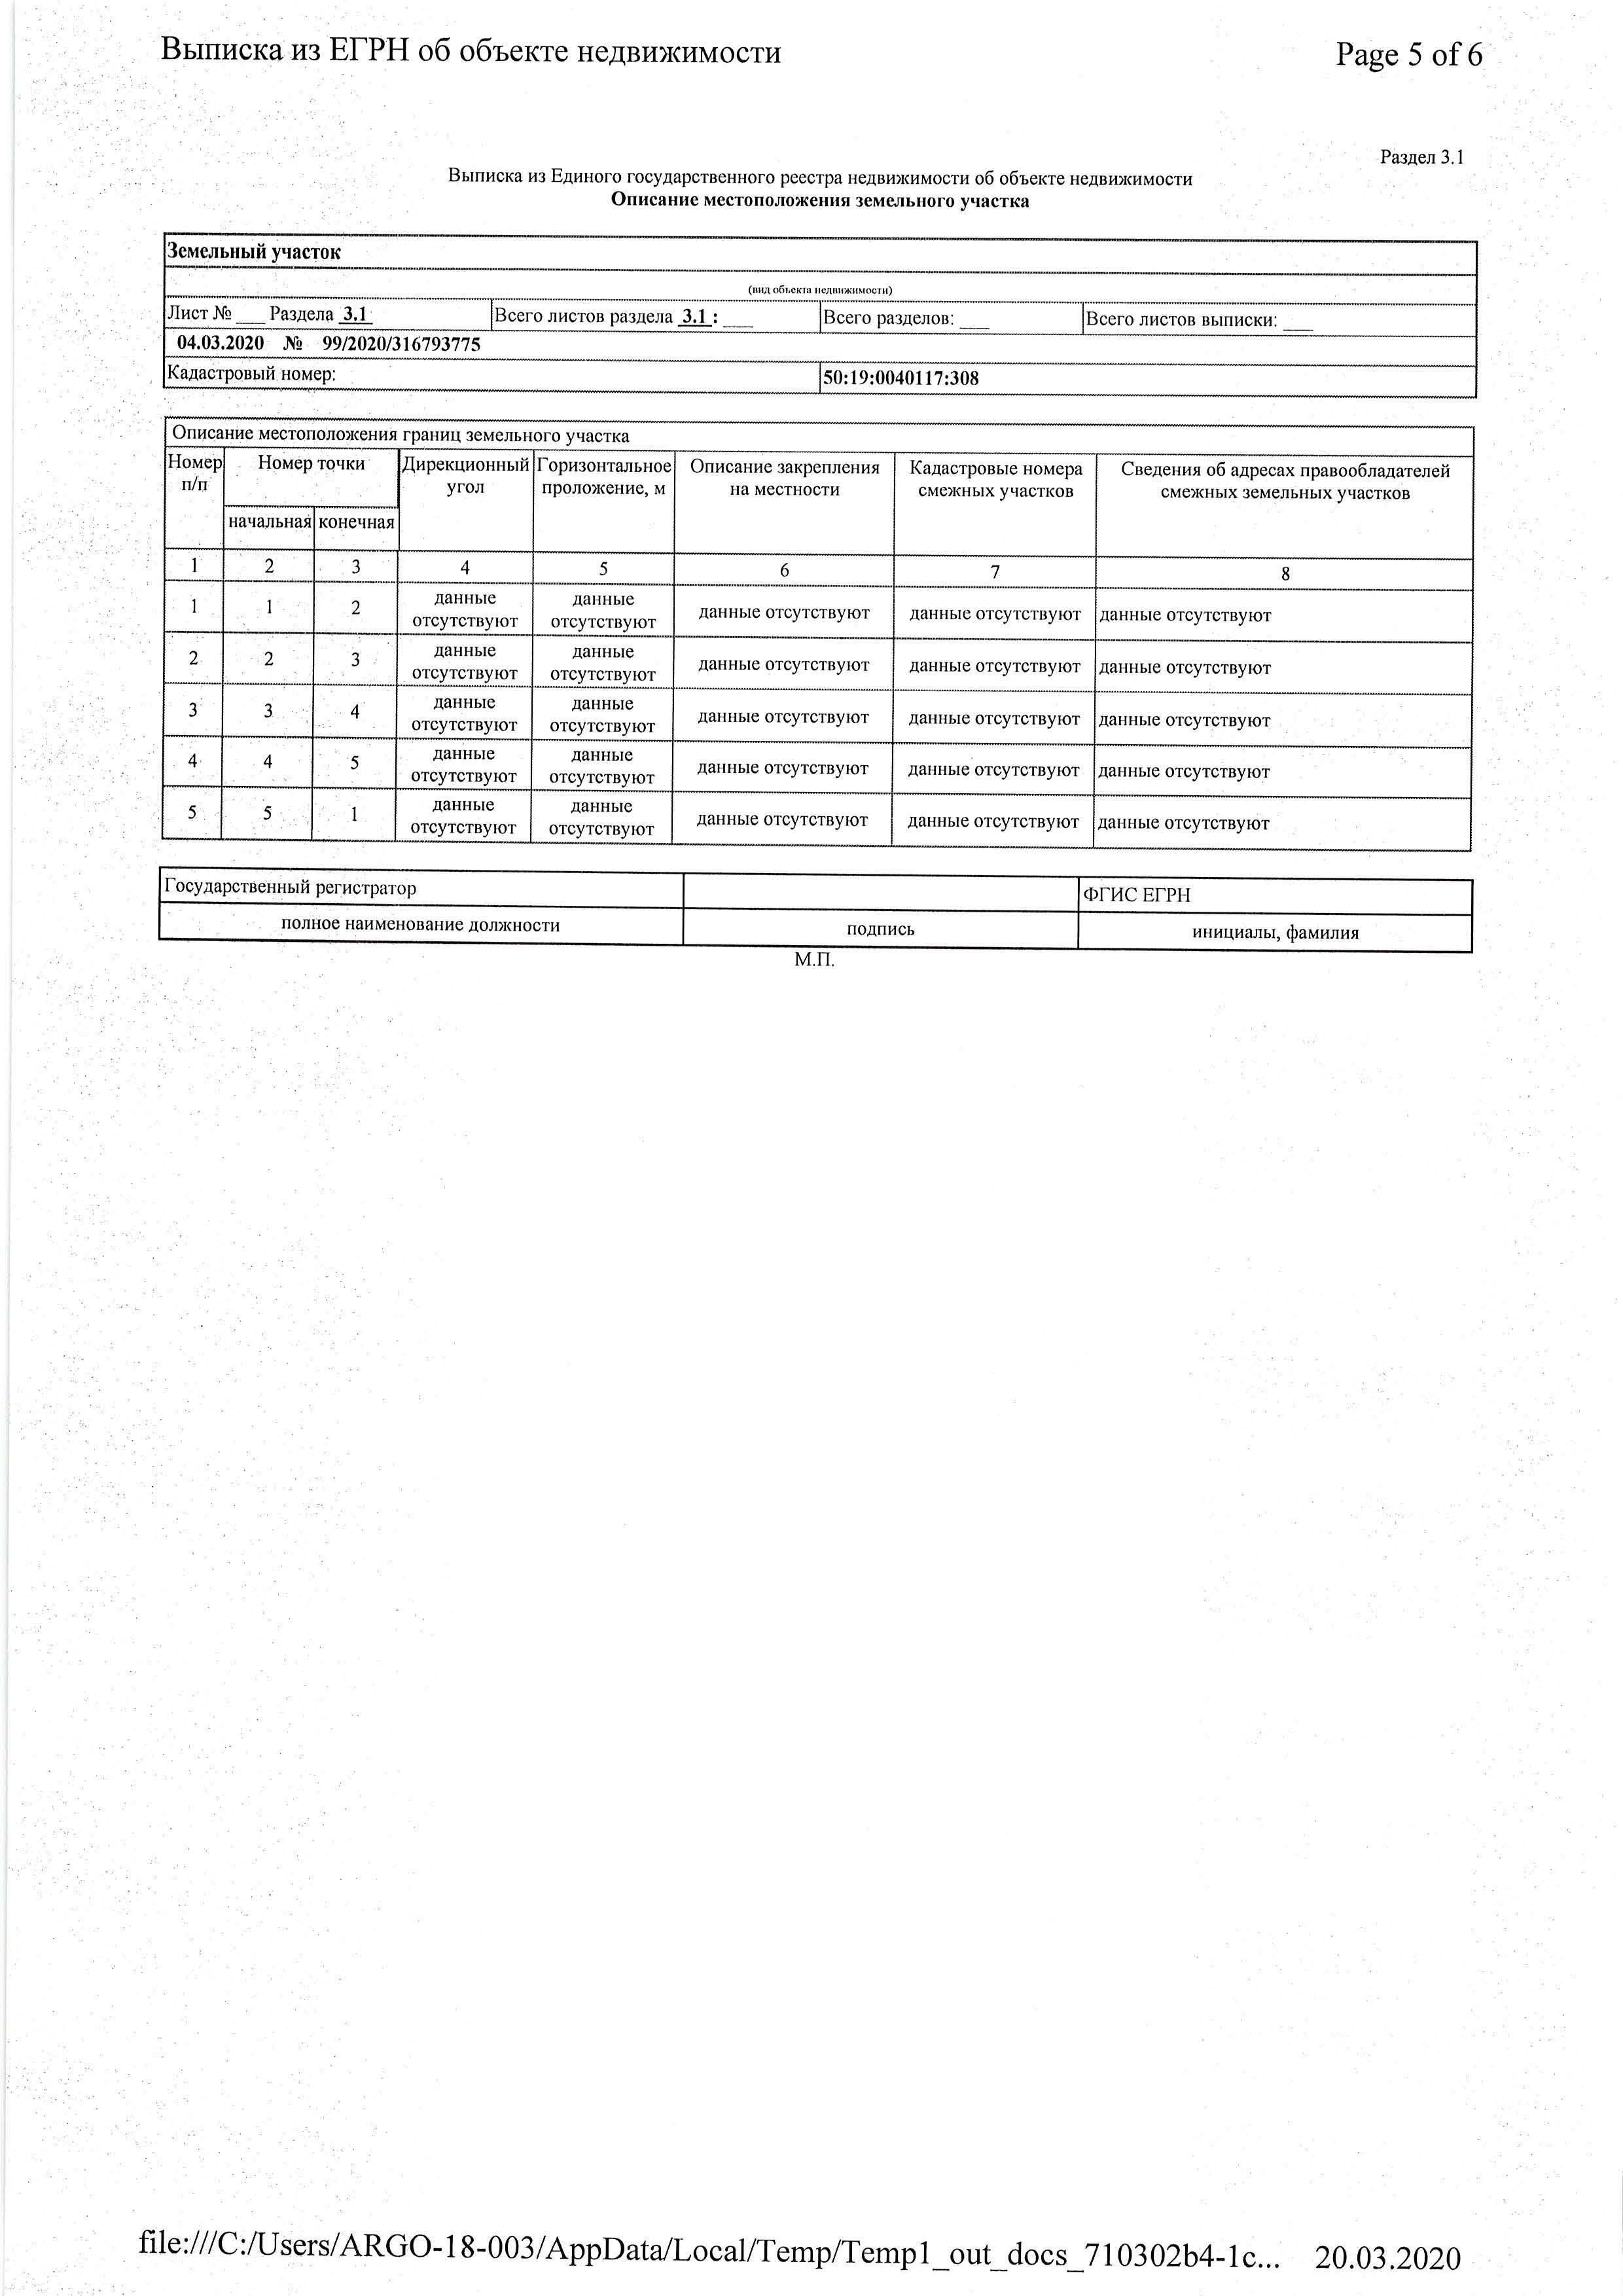 Выписка из ЕГРН об объекте недвижимости Page 5 of 6
Раздел 3.1
Выписка из Единого государственного реестра недвижимости об объекте недвижимости
Описание местоположения земельного участка
Земельный участок
(вид объекта недвижимости)
Лист № ___ Раздела 3.1 Всего листов раздела 3.1 : ___ Всего разделов: ___ Всего листов выписки: ___
04.03.2020 № 99/2020/316793775
Кадастровый номер: 50:19:0040117:308
Описание местоположения границ земельного участка
Номер Номер точки Дирекционный Горизонтальное Описание закрепления Кадастровые номера Сведения об адресах правообладателей
п/п угол проложение, м на местности смежных участков смежных земельных участков
начальная конечная
1 2 3 4 5 6 7 8
1 1 2 данные данные данные отсутствуют данные отсутствуют данные отсутствуют
отсутствуют отсутствуют
2 2 3 данные данные данные отсутствуют данные отсутствуют данные отсутствуют
отсутствуют отсутствуют
3 3 4 данные данные данные отсутствуют данные отсутствуют данные отсутствуют
отсутствуют отсутствуют
4 4 5 данные данные данные отсутствуют данные отсутствуют данные отсутствуют
отсутствуют отсутствуют
5 5 1 данные данные данные отсутствуют данные отсутствуют данные отсутствуют
отсутствуют отсутствуют
Государственный регистратор ФГИС ЕГРН
полное наименование должности подпись инициалы, фамилия
М.П.
file:///C:/Users/ARGO-18-003/AppData/Local/Temp/Temp1_out_docs_710302b4-1c... 20.03.2020